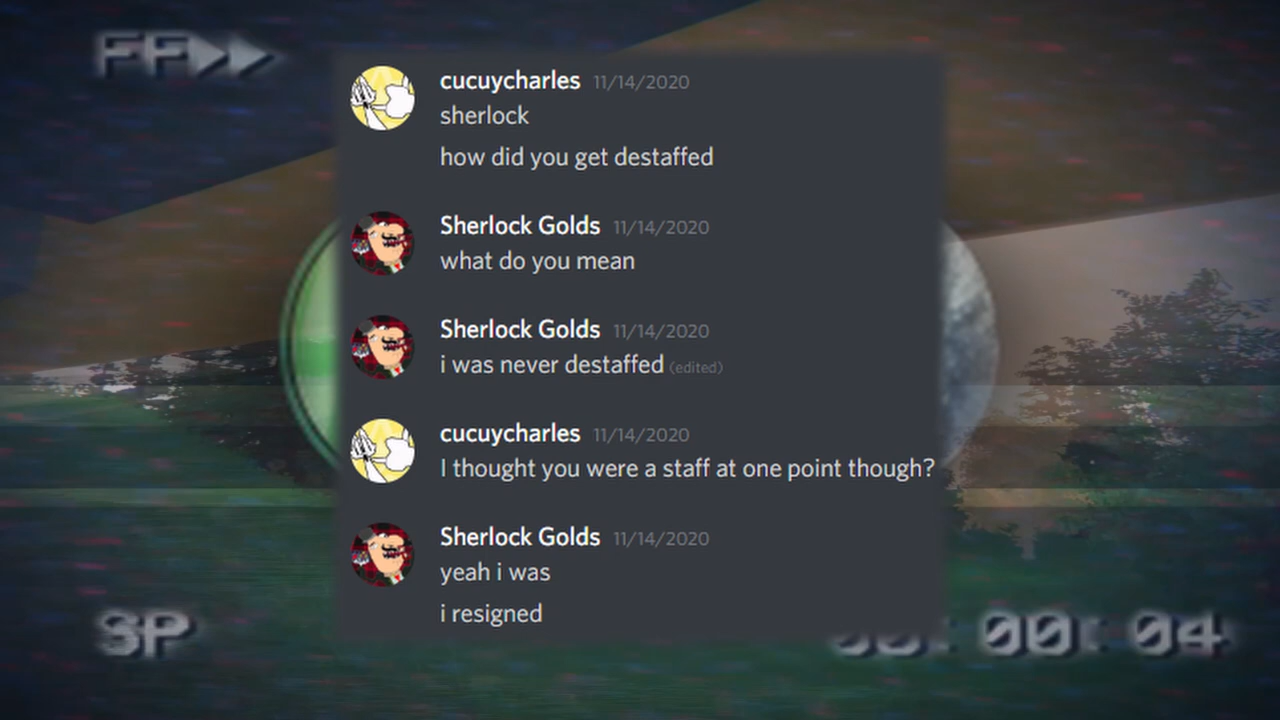 FF
cucuycharles 11/14/2020
sherlock
how did you get destaffed
Sherlock Golds 11/14/2020
what do you mean
Sherlock Golds 11/14/2020
i was never destaffed (edited)
cucuycharles 11/14/2020
I thought you were a staff at one point though?
Sherlock Golds 11/14/2020
yeah i was
i resigned
SP
00: 00: 04